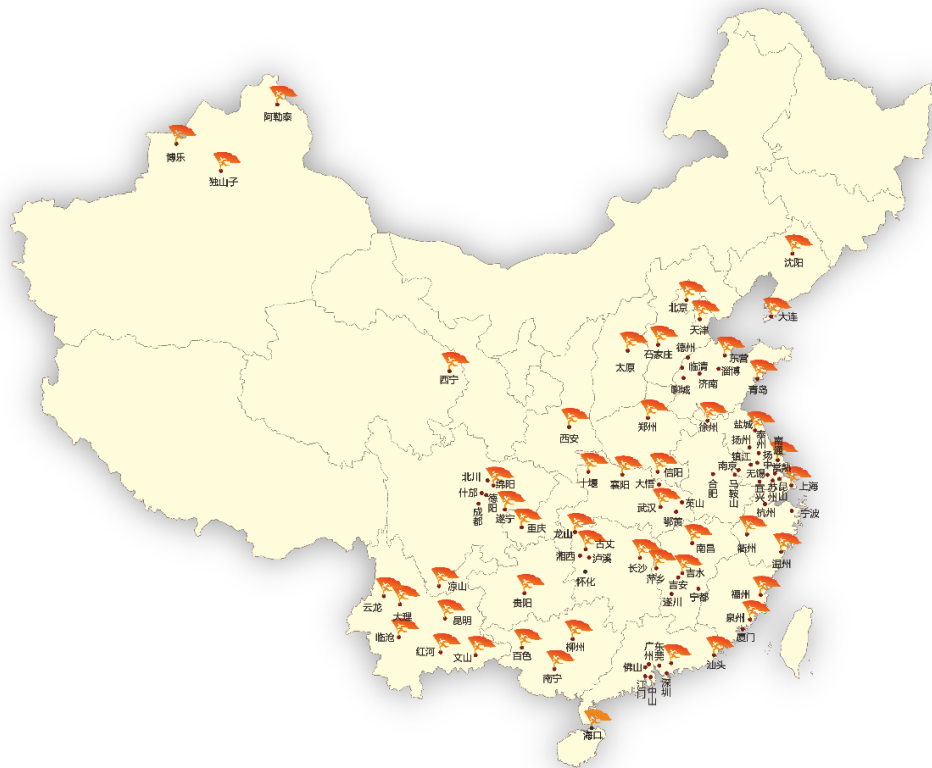 阿勒泰
博乐
独山子
沈阳
北京
大连
天津
石家庄
德州
太原
东营
临清
淄博
西宁
济南
聊城
青岛
郑州
徐州
盐城
西安
扬州
泰州
南通
镇江
扬中
南京
信阳
无锡
常熟
北川
十堰
襄阳
大悟
合肥
马鞍山
宜兴
苏州
昆山
上海
绵阳
什邡
德阳
成都
遂宁
武汉
英山
鄂黄
杭州
宁波
重庆
龙山
衢州
古丈
南昌
湘西
泸溪
长沙
温州
萍乡
吉水
怀化
吉安
凉山
遂川
宁都
福州
云龙
大理
贵阳
昆明
泉州
临沧
厦门
红河
文山
百色
柳州
广州
东莞
佛山
汕头
南宁
江门
中山
深圳
海口